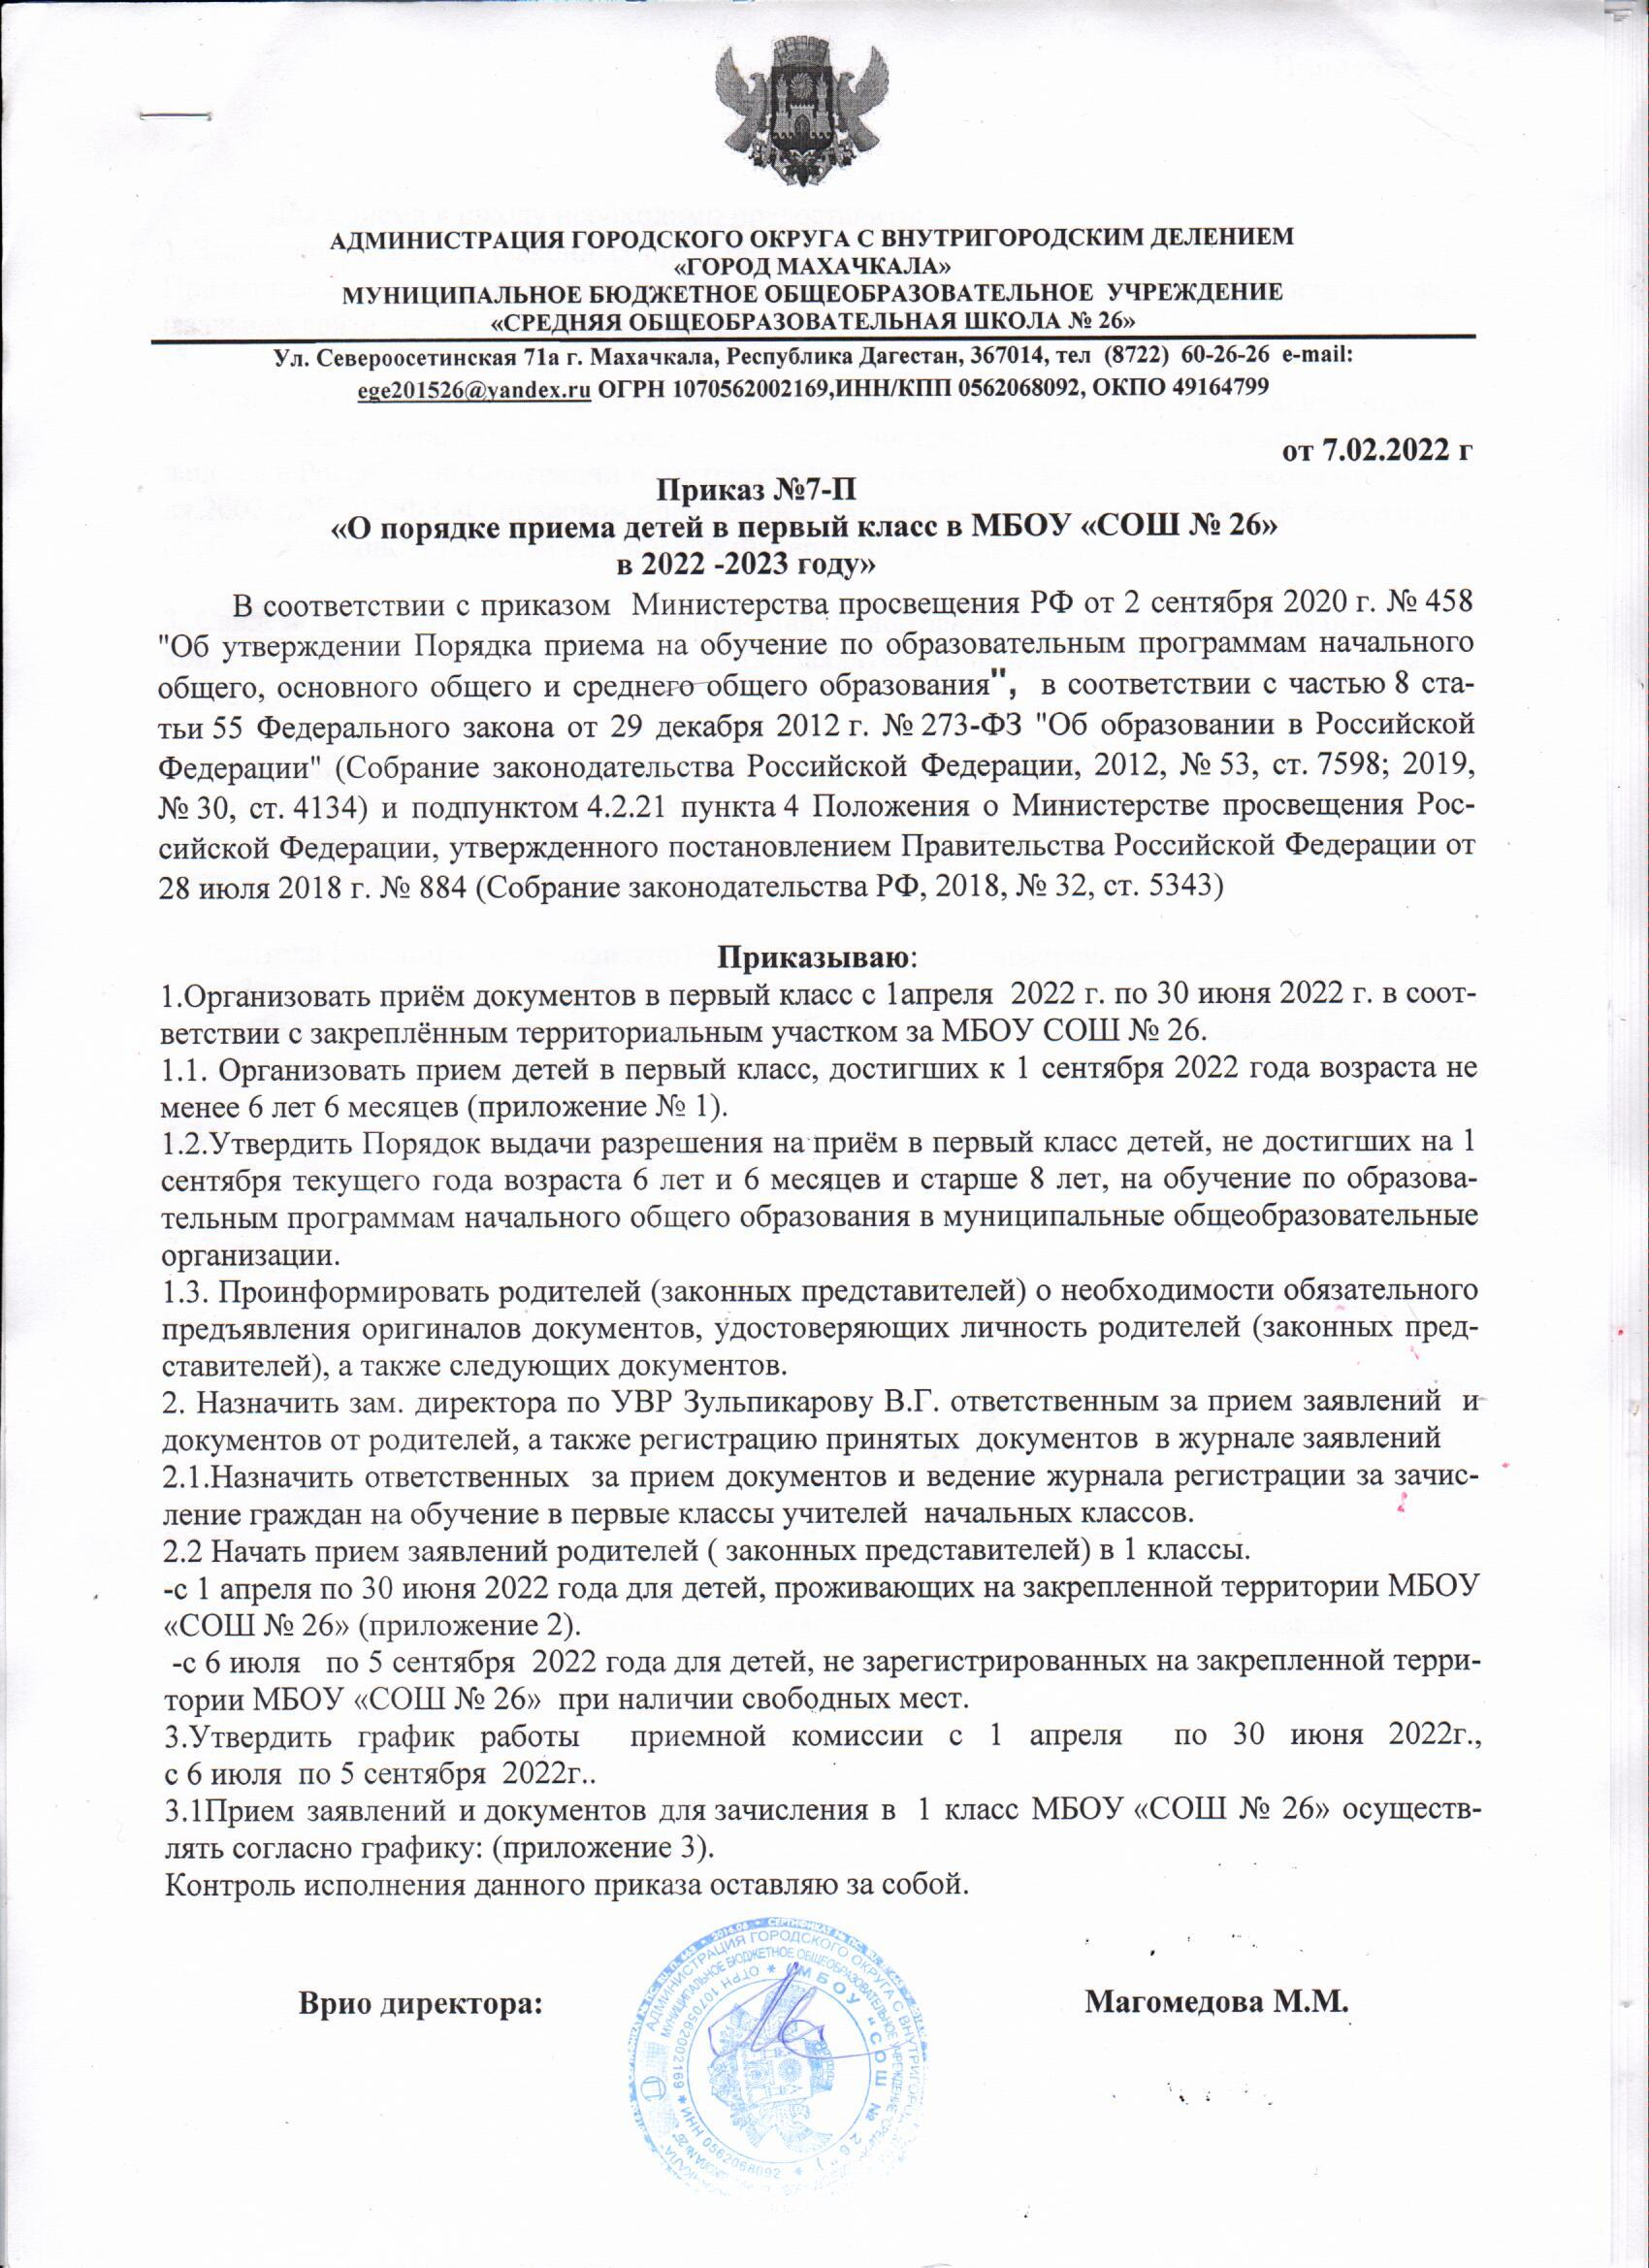 АДМИНИСТРАЦИЯ ГОРОДСКОГО ОКРУГА С ВНУТРИГОРОДСКИМ ДЕЛЕНИЕМ
«ГОРОД МАХАЧКАЛА»
МУНИЦИПАЛЬНОЕ БЮДЖЕТНОЕ ОБЩЕОБРАЗОВАТЕЛЬНОЕ УЧРЕЖДЕНИЕ
«СРЕДНЯЯ ОБЩЕОБРАЗОВАТЕЛЬНАЯ ШКОЛА № 26»
Ул. Североосетинская 71а г. Махачкала, Республика Дагестан, 367014, тел (8722) 60-26-26 e-mail:
ege201526@yandex.ru ОГРН 1070562002169,ИНН/КПП 0562068092, ОКПО 49164799
от 7.02.2022 г
Приказ №7-П
«О порядке приема детей в первый класс в МБОУ «СОШ № 26»
в 2022 -2023 году»
В соответствии с приказом Министерства просвещения РФ от 2 сентября 2020 г. № 458
"Об утверждении Порядка приема на обучение по образовательным программам начального
общего, основного общего и среднего общего образования", в соответствии с частью 8 ста-
тьи 55 Федерального закона от 29 декабря 2012 г. № 273-ФЗ "Об образовании в Российской
Федерации" (Собрание законодательства Российской Федерации, 2012, № 53, ст. 7598; 2019,
№ 30, ст. 4134) и подпунктом 4.2.21 пункта 4 Положения о Министерстве просвещения Рос-
сийской Федерации, утвержденного постановлением Правительства Российской Федерации от
28 июля 2018 г. № 884 (Собрание законодательства РФ, 2018, № 32, ст. 5343)
Приказываю:
1.Организовать приём документов в первый класс с 1апреля 2022 г. по 30 июня 2022 г. в соот-
ветствии с закреплённым территориальным участком за МБОУ СОШ № 26.
1.1. Организовать прием детей в первый класс, достигших к 1 сентября 2022 года возраста не
менее 6 лет 6 месяцев (приложение № 1).
1.2.Утвердить Порядок выдачи разрешения на приём в первый класс детей, не достигших на 1
сентября текущего года возраста 6 лет и 6 месяцев и старше 8 лет, на обучение по образова-
тельным программам начального общего образования в муниципальные общеобразовательные
организации.
1.3. Проинформировать родителей (законных представителей) о необходимости обязательного
предъявления оригиналов документов, удостоверяющих личность родителей (законных пред-
ставителей), а также следующих документов.
2. Назначить зам. директора по УВР Зульпикарову В.Г. ответственным за прием заявлений и
документов от родителей, а также регистрацию принятых документов в журнале заявлений
2.1.Назначить ответственных за прием документов и ведение журнала регистрации за зачис-
ление граждан на обучение в первые классы учителей начальных классов.
2.2 Начать прием заявлений родителей ( законных представителей) в 1 классы.
-с 1 апреля по 30 июня 2022 года для детей, проживающих на закрепленной территории МБОУ
«СОШ № 26» (приложение 2).
-с 6 июля по 5 сентября 2022 года для детей, не зарегистрированных на закрепленной терри-
тории МБОУ «СОШ № 26» при наличии свободных мест.
3.Утвердить график работы приемной комиссии с 1 апреля по 30 июня 2022г.,
с 6 июля по 5 сентября 2022г..
3.1Прием заявлений и документов для зачисления в 1 класс МБОУ «СОШ № 26» осуществ-
лять согласно графику: (приложение 3).
Контроль исполнения данного приказа оставляю за собой.
Врио директора: Магомедова М.М.
АДМИНИСТРАЦИЯ ГОРОДСКОГО ОКРУГА С
МУНИЦИПАЛЬНОЕ БЮДЖЕТНОЕ ОБЩЕОБРАЗОВАТЕЛЬНОЕ УЧРЕЖДЕНИЕ
ОГРН 1070562002169 * ИНН 0562068092
МБОУ "СОШ № 26"